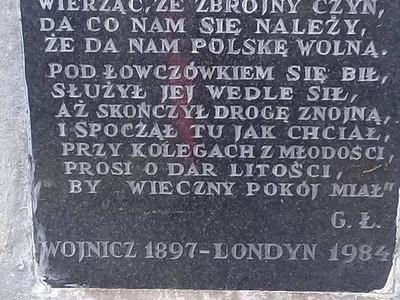 WIERZĄC, ŻE ZBROJNY CZYN,
DA CO NAM SIĘ NALEŻY,
ŻE DA NAM POLSKĘ WOLNĄ.
POD ŁOWCZÓWKIEM SIĘ BIŁ,
SŁUŻYŁ JEJ WEDLE SIŁ,
AŻ SKOŃCZYŁ DROGĘ ZNOJNĄ,
I SPOCZĄŁ TU JAK CHCIAŁ,
PRZY KOLEGACH Z MŁODOŚCI,
PROSI O DAR LITOŚCI,
BY WIECZNY POKÓJ MIAŁ"
G. Ł.
WOJNICZ 1897-LONDYN 1984